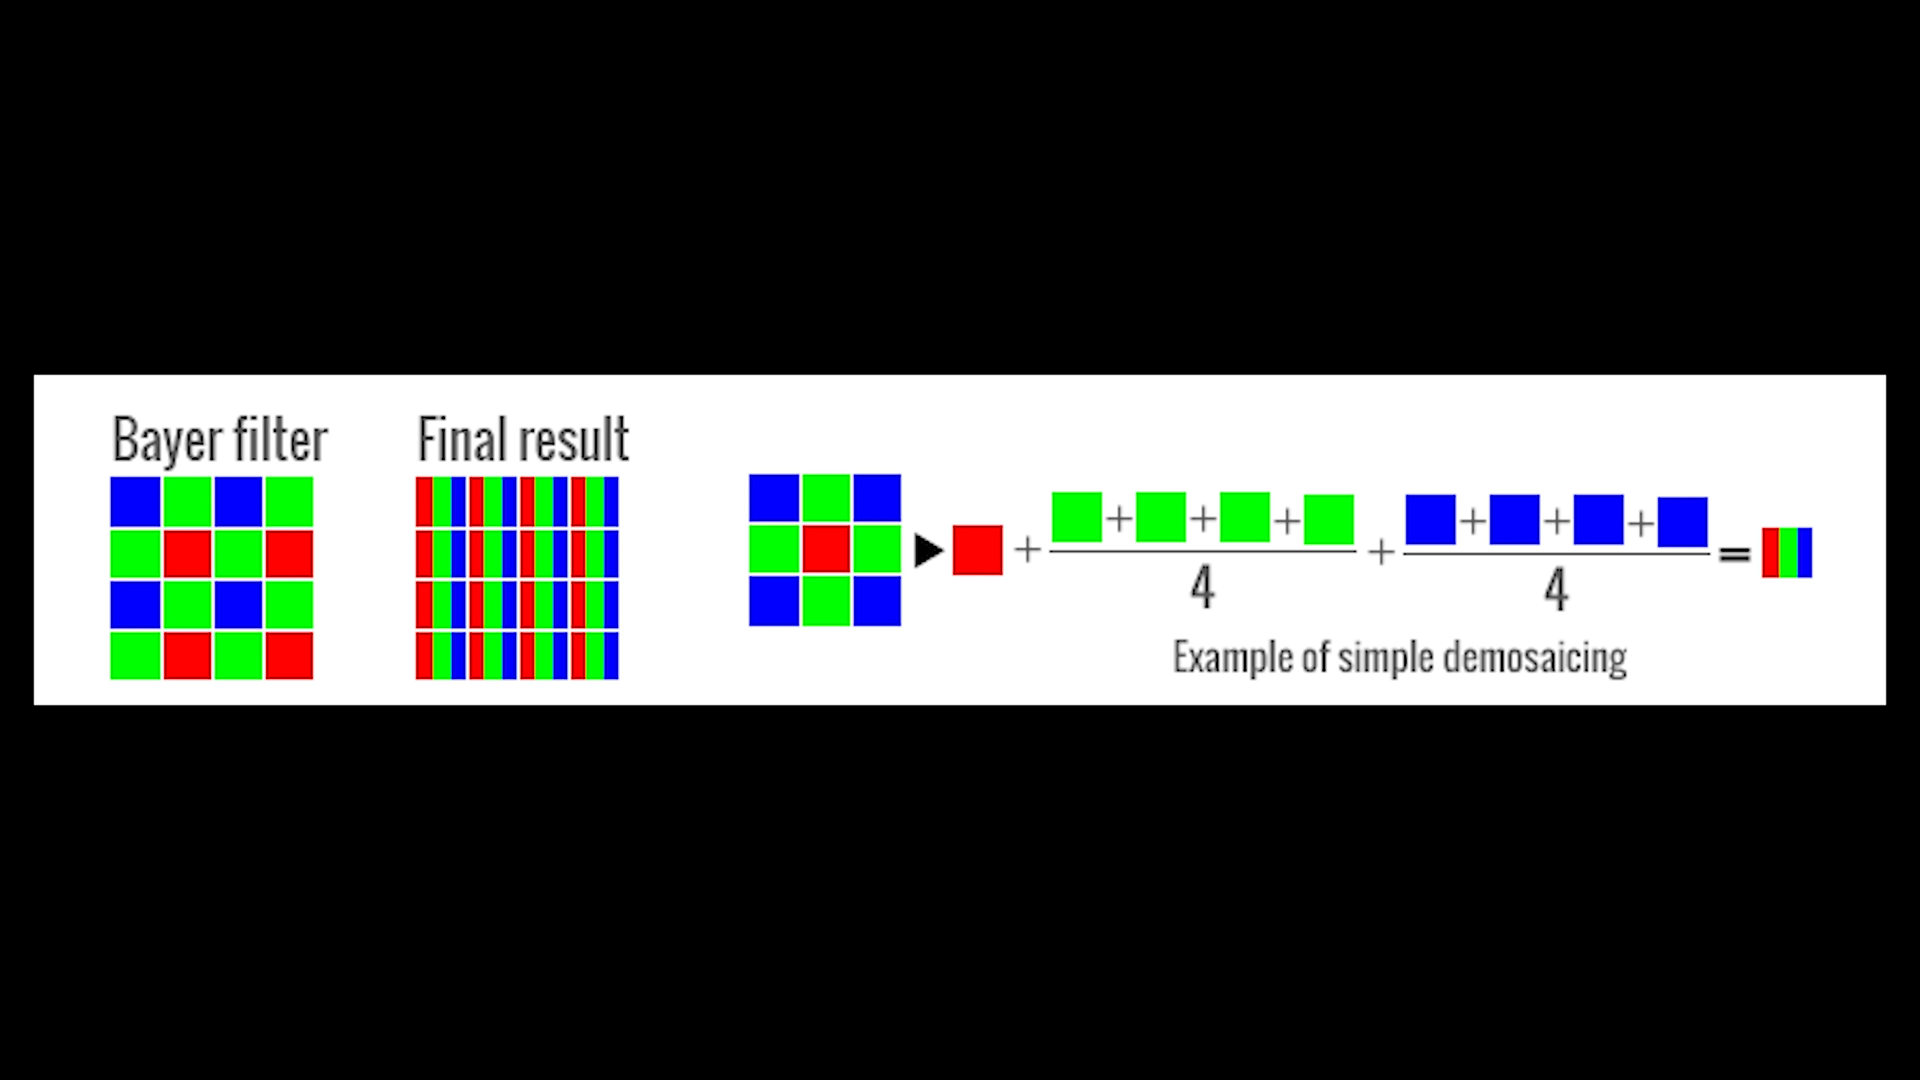 Bayer filter
Final result
+ + + + + + + + =
4 4
Example of simple demosaicing